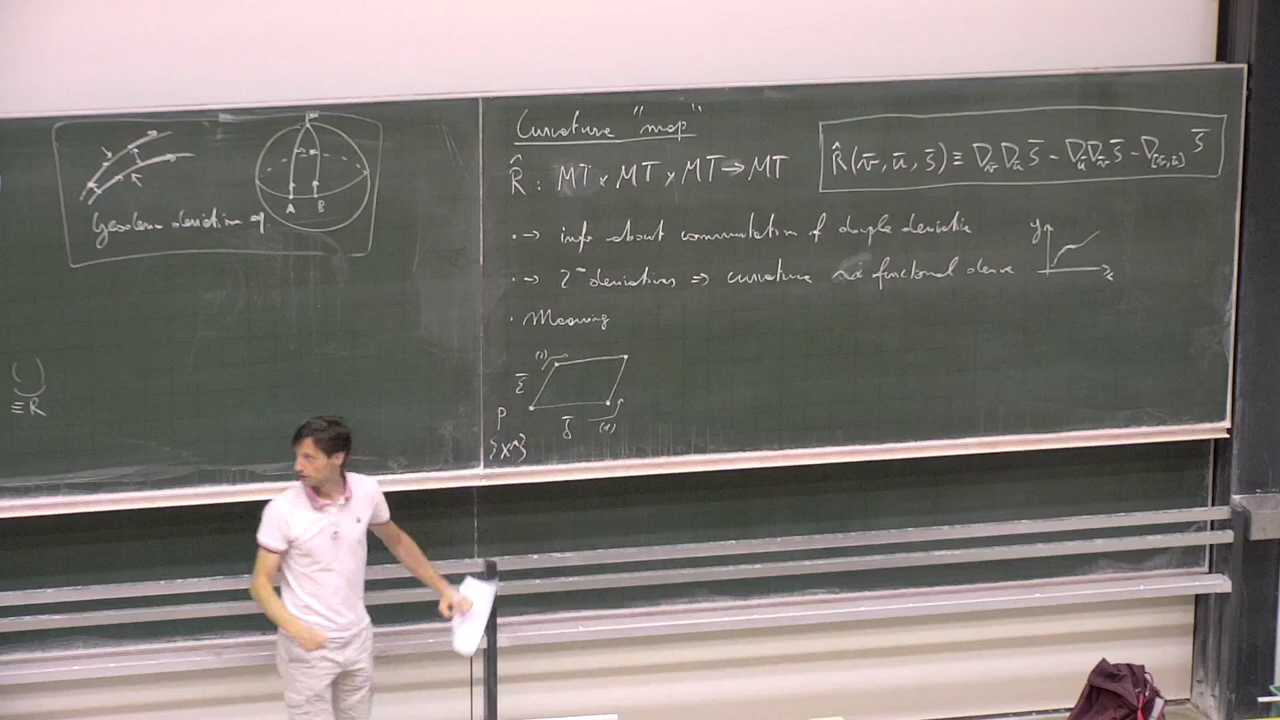 A B
Geodesic deviation eq.
≡R
Curvature "map"
R̂ : MT × MT × MT → MT
R̂(v̄, ū, s̄) ≡ D_v̄ D_ū s̄ - D_ū D_v̄ s̄ - D_[v̄,ū] s̄
· → info about commutation of double derivative
y
· → 2ⁿᵈ derivatives ⇒ curvature functional
x
· Meaning
(1)
ε̄
P
δ̄
{x^}